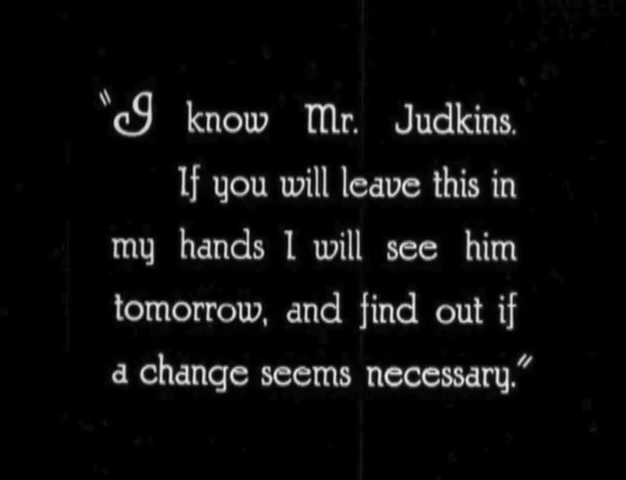 "I know Mr. Judkins.
If you will leave this in
my hands I will see him
tomorrow, and find out if
a change seems necessary."